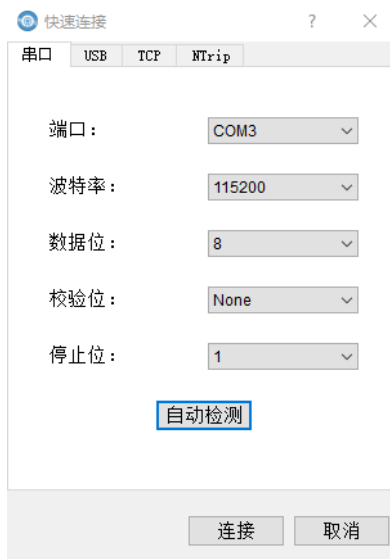 快速连接 ?
串口 USB TCP NTrip
端口： COM3
波特率： 115200
数据位： 8
校验位： None
停止位： 1
自动检测
连接 取消